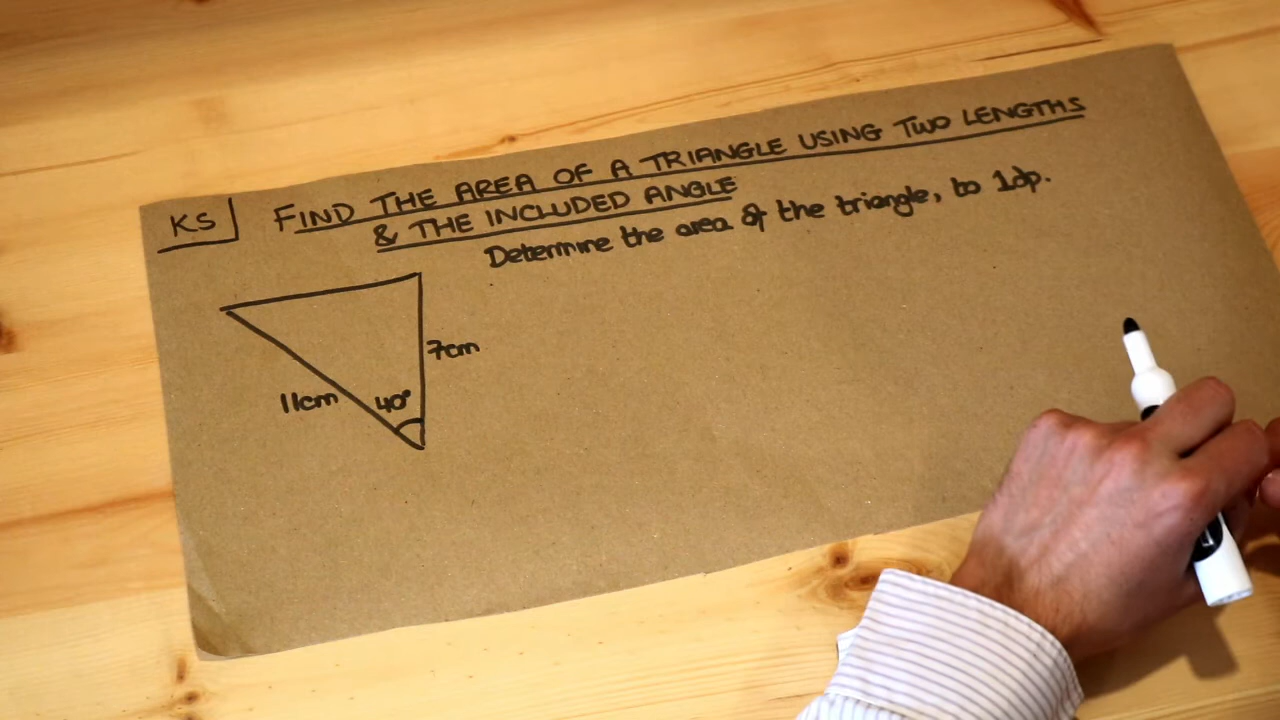 KS
FIND THE AREA OF A TRIANGLE USING TWO LENGTHS
& THE INCLUDED ANGLE
Determine the area of the triangle, to 1dp.
7cm
11cm
40°